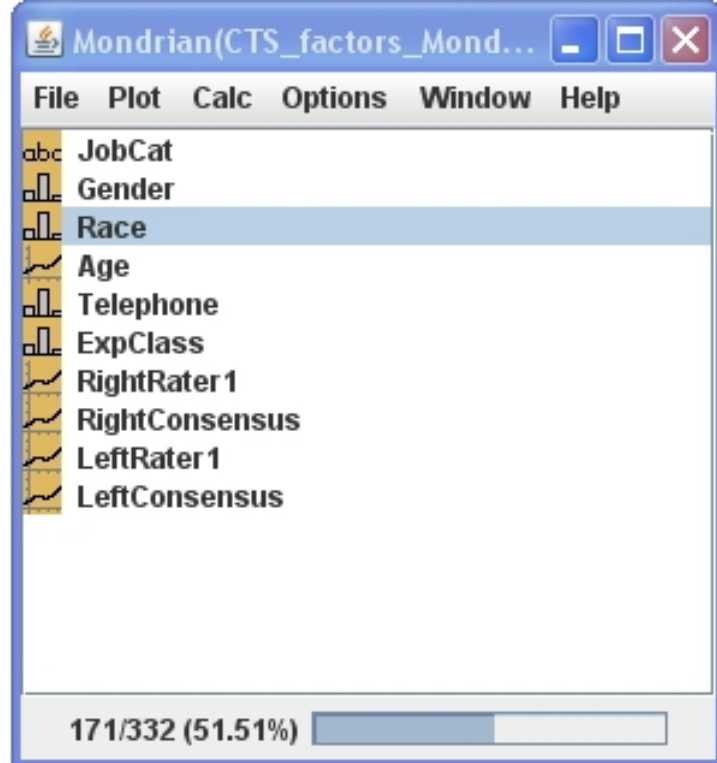 Mondrian(CTS_factors_Mond...
File Plot Calc Options Window Help
abc JobCat
Gender
Race
Age
Telephone
ExpClass
RightRater1
RightConsensus
LeftRater1
LeftConsensus
171/332 (51.51%)